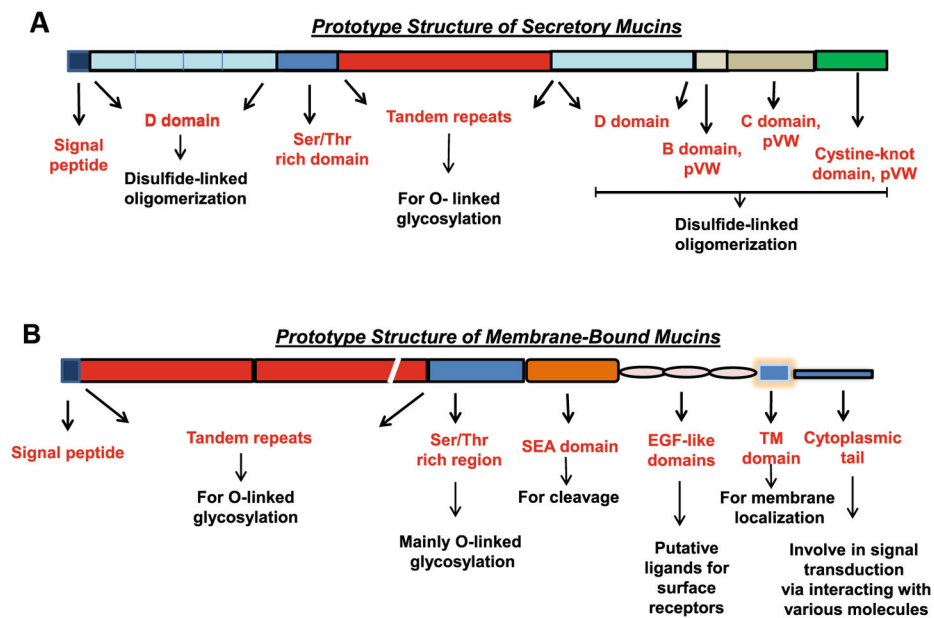 A
Prototype Structure of Secretory Mucins
Signal
peptide
D domain
Disulfide-linked
oligomerization
Ser/Thr
rich domain
Tandem repeats
For O- linked
glycosylation
D domain
B domain,
pVW
C domain,
pVW
Cystine-knot
domain, pVW
Disulfide-linked
oligomerization
B
Prototype Structure of Membrane-Bound Mucins
Signal peptide
Tandem repeats
For O-linked
glycosylation
Ser/Thr
rich region
Mainly O-linked
glycosylation
SEA domain
For cleavage
EGF-like
domains
Putative
ligands for
surface
receptors
TM
domain
For membrane
localization
Cytoplasmic
tail
Involve in signal
transduction
via interacting with
various molecules